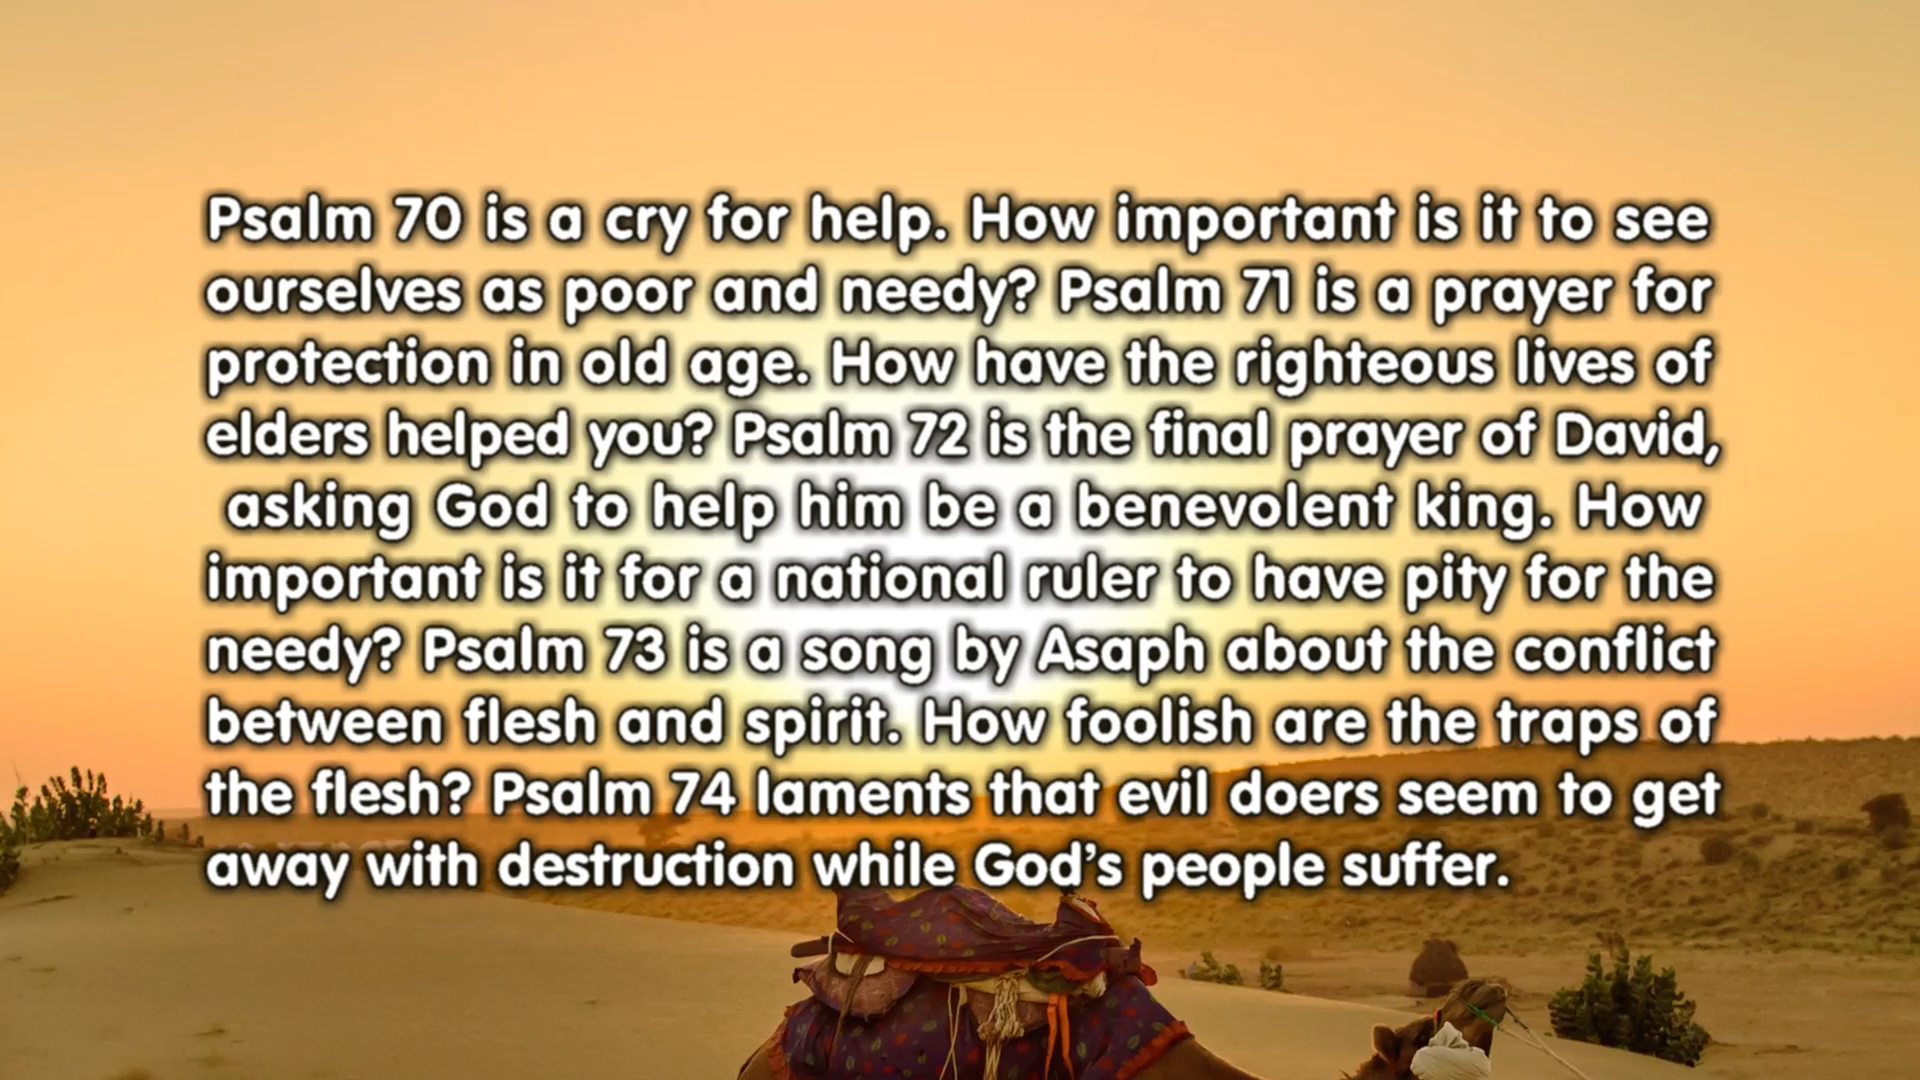 Psalm 70 is a cry for help. How important is it to see
ourselves as poor and needy? Psalm 71 is a prayer for
protection in old age. How have the righteous lives of
elders helped you? Psalm 72 is the final prayer of David,
asking God to help him be a benevolent king. How
important is it for a national ruler to have pity for the
needy? Psalm 73 is a song by Asaph about the conflict
between flesh and spirit. How foolish are the traps of
the flesh? Psalm 74 laments that evil doers seem to get
away with destruction while God's people suffer.